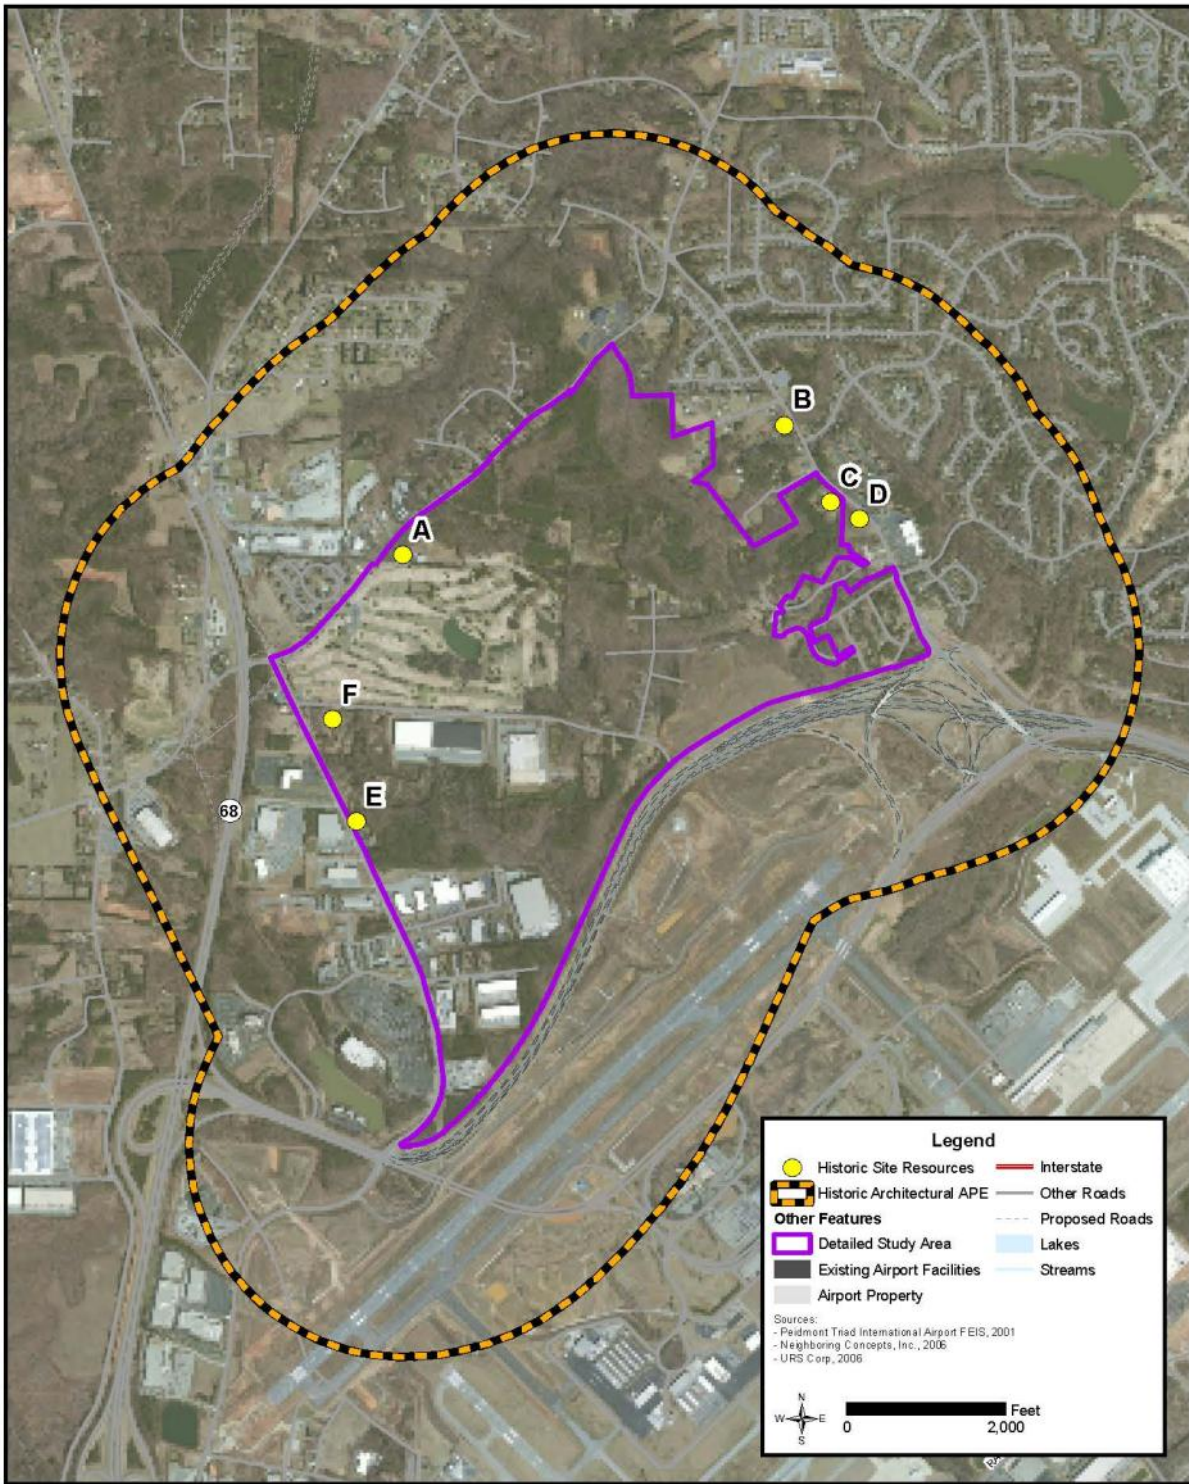 B
C
D
A
F
E
68
Legend
Historic Site Resources
Interstate
Historic Architectural APE
Other Roads
Other Features
Proposed Roads
Detailed Study Area
Lakes
Existing Airport Facilities
Streams
Airport Property
Sources:
- Peidmont Triad International Airport FEIS, 2001
- Neighboring Concepts, Inc., 2006
- URS Corp, 2006
N
W E
S
Feet
0 2,000